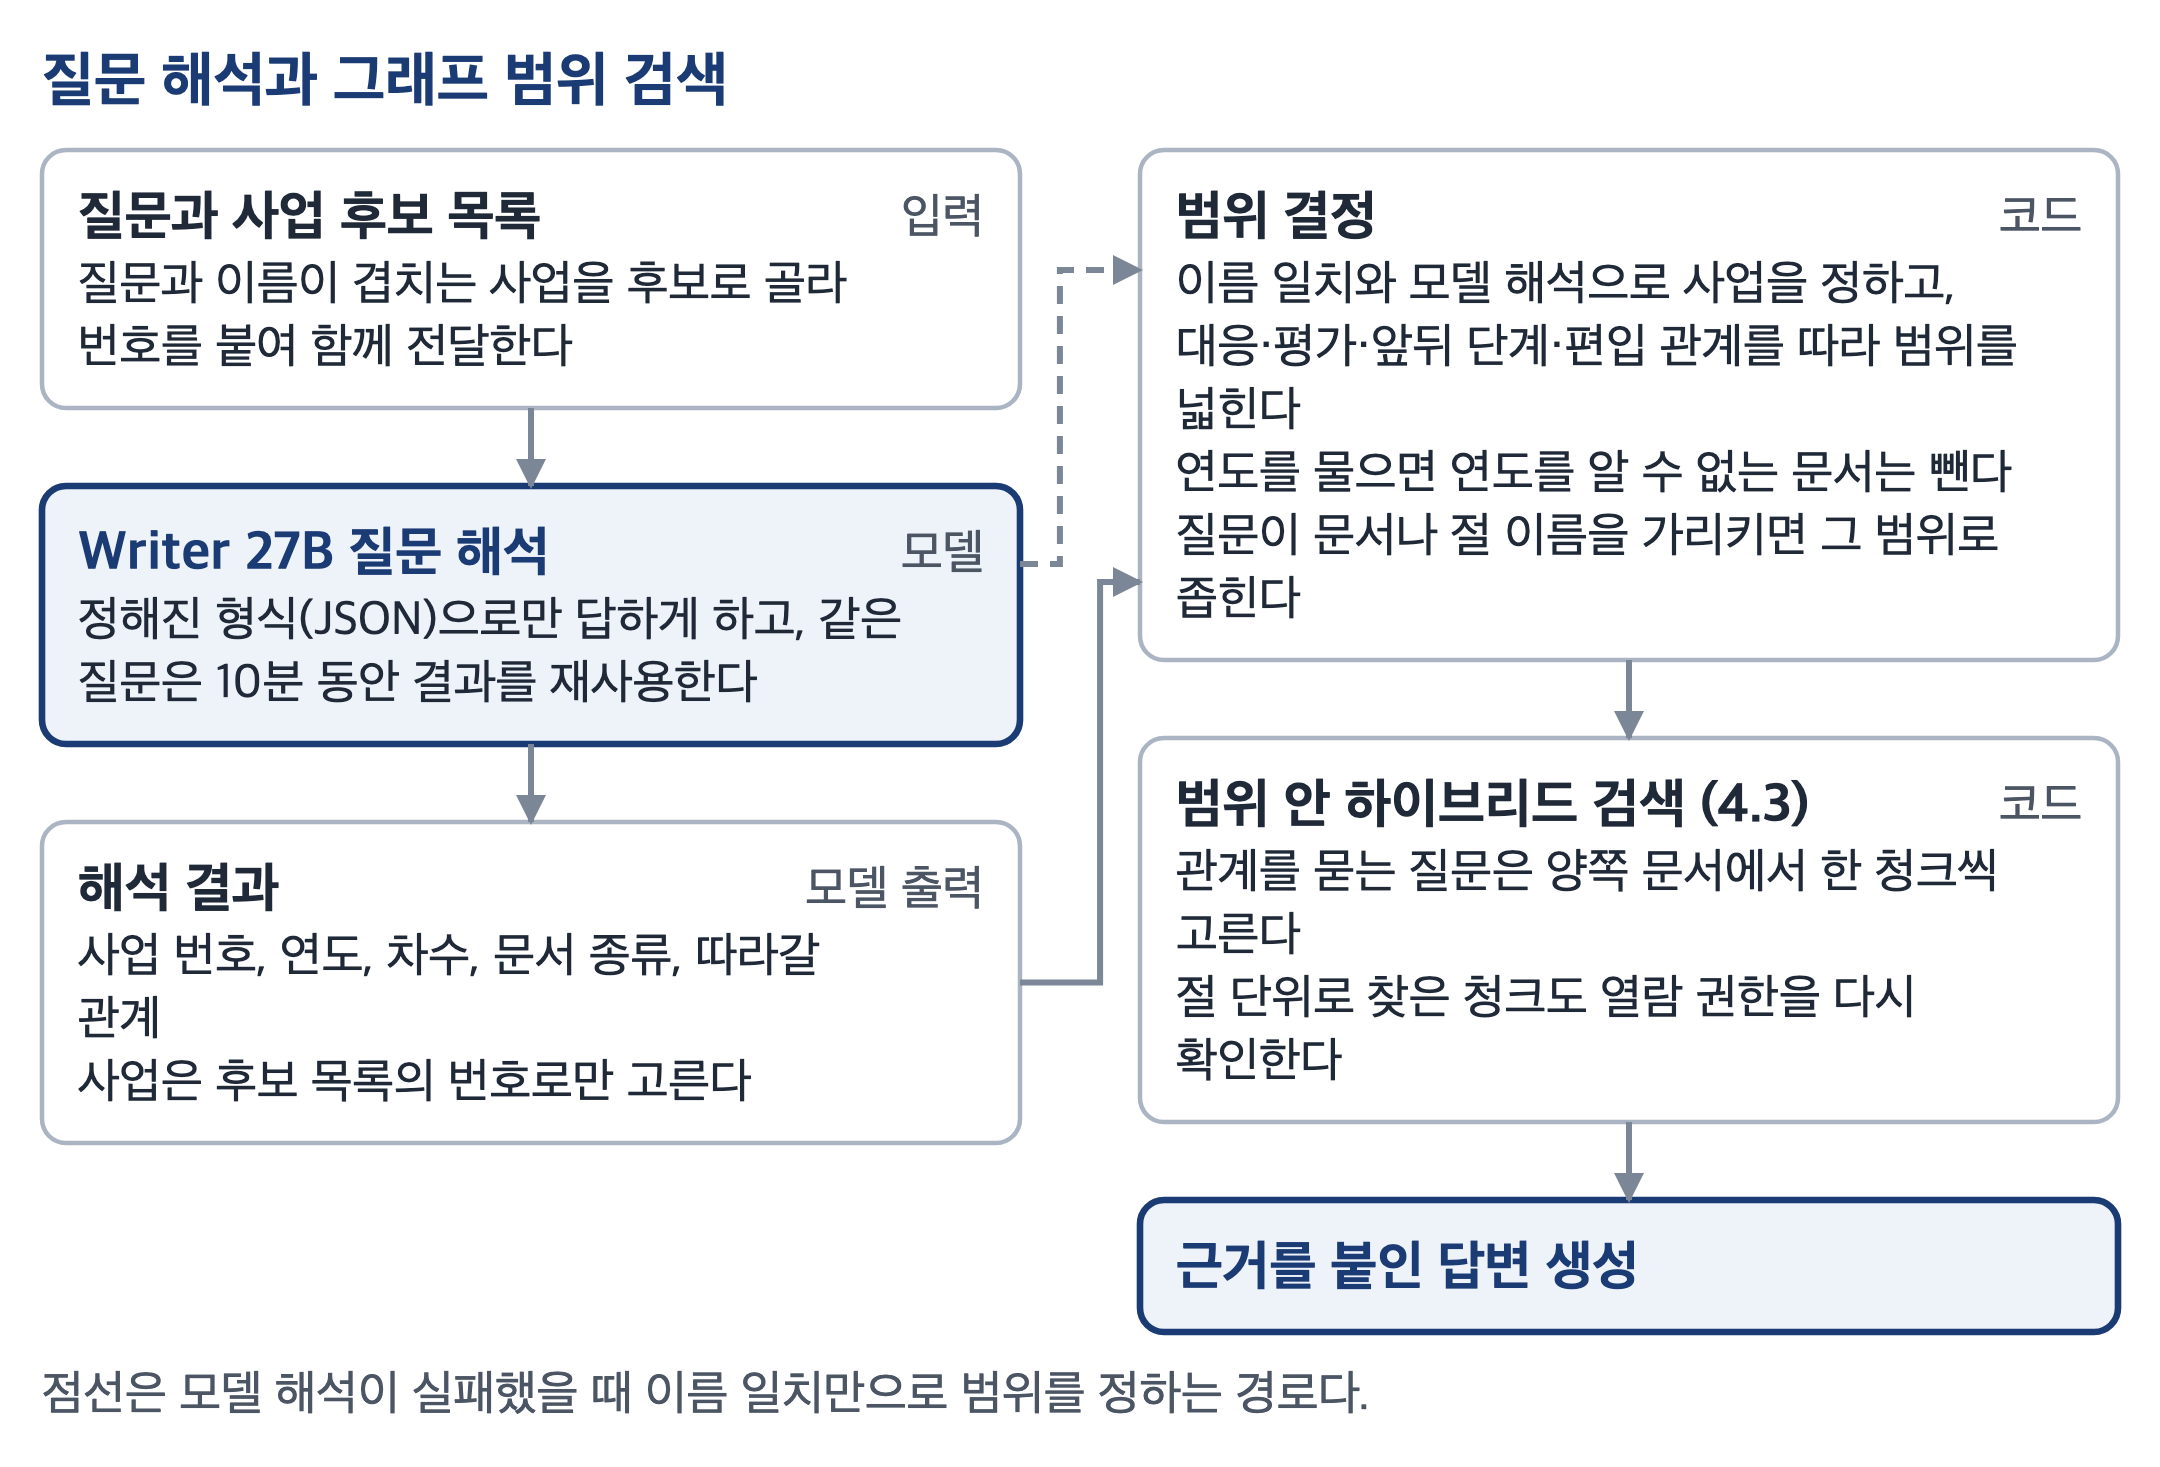 질문 해석과 그래프 범위 검색
질문과 사업 후보 목록
입력
질문과 이름이 겹치는 사업을 후보로 골라
번호를 붙여 함께 전달한다
Writer 27B 질문 해석
모델
정해진 형식(JSON)으로만 답하게 하고, 같은
질문은 10분 동안 결과를 재사용한다
해석 결과
모델 출력
사업 번호, 연도, 차수, 문서 종류, 따라갈
관계
사업은 후보 목록의 번호로만 고른다
범위 결정
코드
이름 일치와 모델 해석으로 사업을 정하고,
대응·평가·앞뒤 단계·편입 관계를 따라 범위를
넓힌다
연도를 물으면 연도를 알 수 없는 문서는 뺀다
질문이 문서나 절 이름을 가리키면 그 범위로
좁힌다
범위 안 하이브리드 검색 (4.3)
코드
관계를 묻는 질문은 양쪽 문서에서 한 청크씩
고른다
절 단위로 찾은 청크도 열람 권한을 다시
확인한다
근거를 붙인 답변 생성
점선은 모델 해석이 실패했을 때 이름 일치만으로 범위를 정하는 경로다.